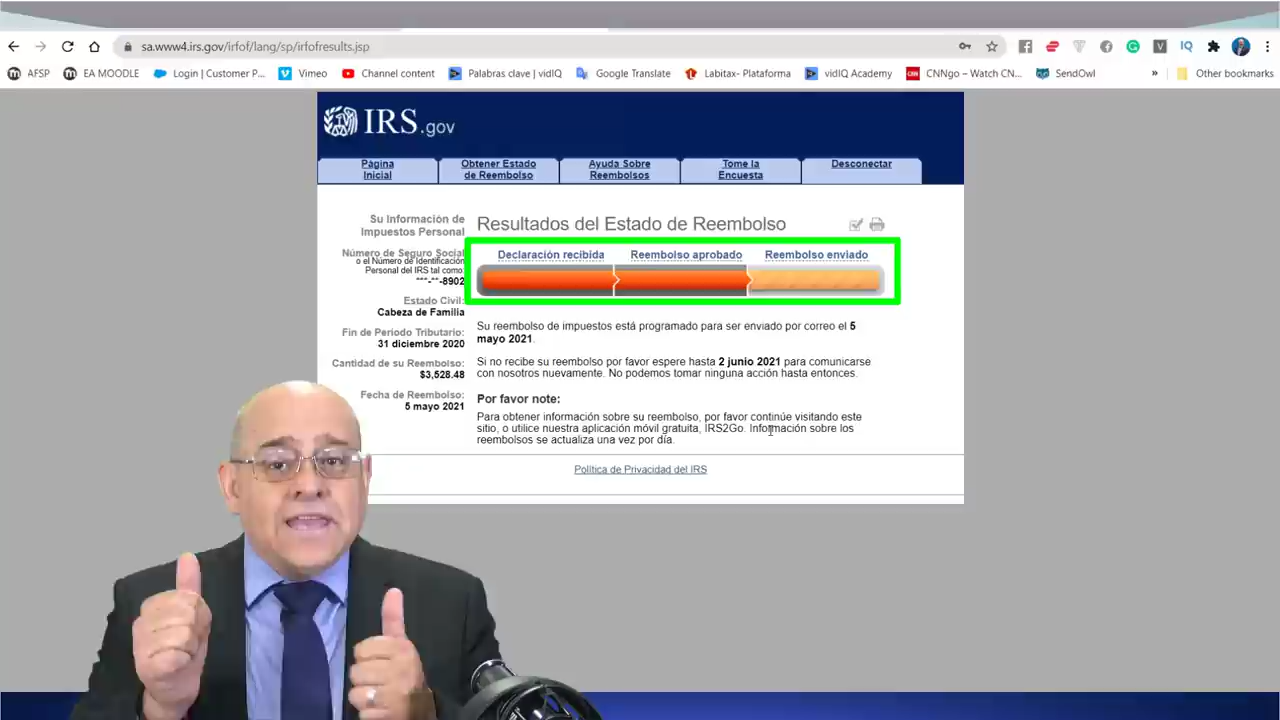 sa.www4.irs.gov/irfof/lang/sp/irfofresults.jsp
AFSP EA MOODLE Login | Customer P... Vimeo Channel content Palabras clave | vidIQ Google Translate Labitax- Plataforma vidIQ Academy CNNgo – Watch CN... SendOwl » Other bookmarks
IRS.gov
Página Inicial
Obtener Estado de Reembolso
Ayuda Sobre Reembolsos
Tome la Encuesta
Desconectar
Su Información de
Impuestos Personal
Número de Seguro Social
o el Número de Identificación
Personal del IRS tal como:
***-**-8902
Estado Civil:
Cabeza de Familia
Fin de Periodo Tributario:
31 diciembre 2020
Cantidad de su Reembolso:
$3,528.48
Fecha de Reembolso:
5 mayo 2021
Resultados del Estado de Reembolso
Declaración recibida Reembolso aprobado Reembolso enviado
Su reembolso de impuestos está programado para ser enviado por correo el 5
mayo 2021.
Si no recibe su reembolso por favor espere hasta 2 junio 2021 para comunicarse
con nosotros nuevamente. No podemos tomar ninguna acción hasta entonces.
Por favor note:
Para obtener información sobre su reembolso, por favor continúe visitando este
sitio, o utilice nuestra aplicación móvil gratuita, IRS2Go. Información sobre los
reembolsos se actualiza una vez por día.
Política de Privacidad del IRS